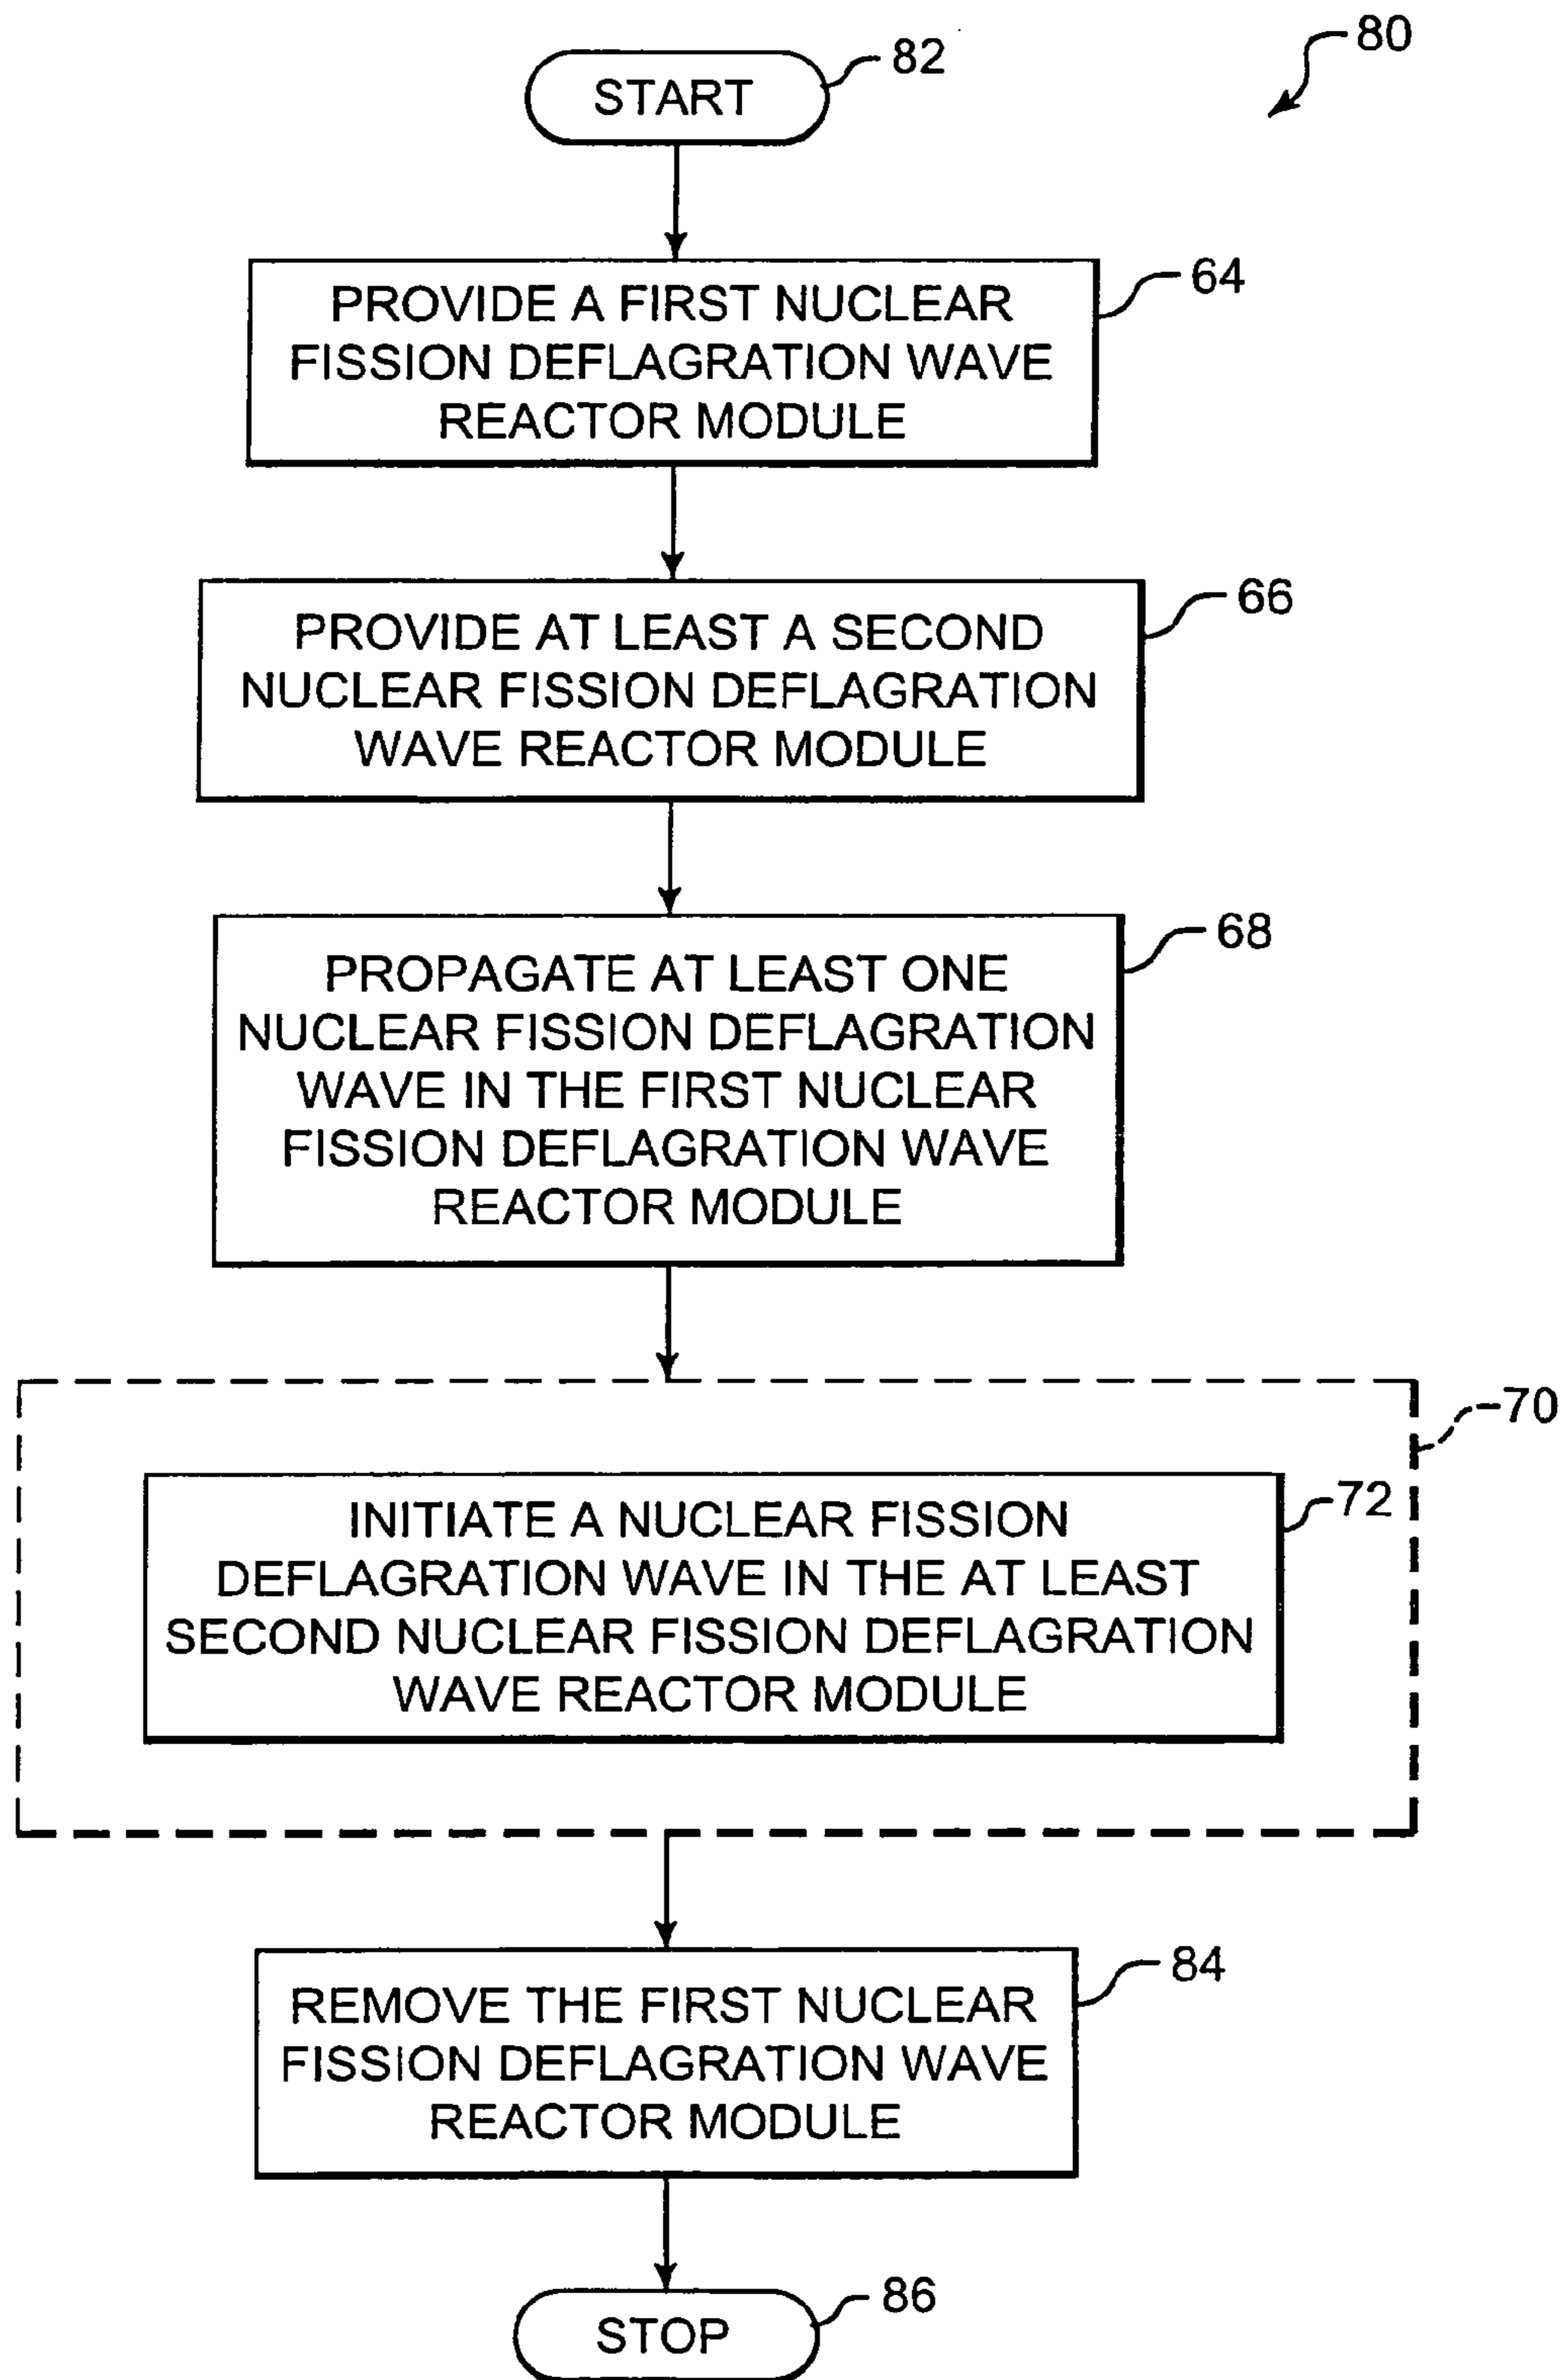 80
START
82
PROVIDE A FIRST NUCLEAR
FISSION DEFLAGRATION WAVE
REACTOR MODULE
64
PROVIDE AT LEAST A SECOND
NUCLEAR FISSION DEFLAGRATION
WAVE REACTOR MODULE
66
PROPAGATE AT LEAST ONE
NUCLEAR FISSION DEFLAGRATION
WAVE IN THE FIRST NUCLEAR
FISSION DEFLAGRATION WAVE
REACTOR MODULE
68
70
INITIATE A NUCLEAR FISSION
DEFLAGRATION WAVE IN THE AT LEAST
SECOND NUCLEAR FISSION DEFLAGRATION
WAVE REACTOR MODULE
72
REMOVE THE FIRST NUCLEAR
FISSION DEFLAGRATION WAVE
REACTOR MODULE
84
STOP
86